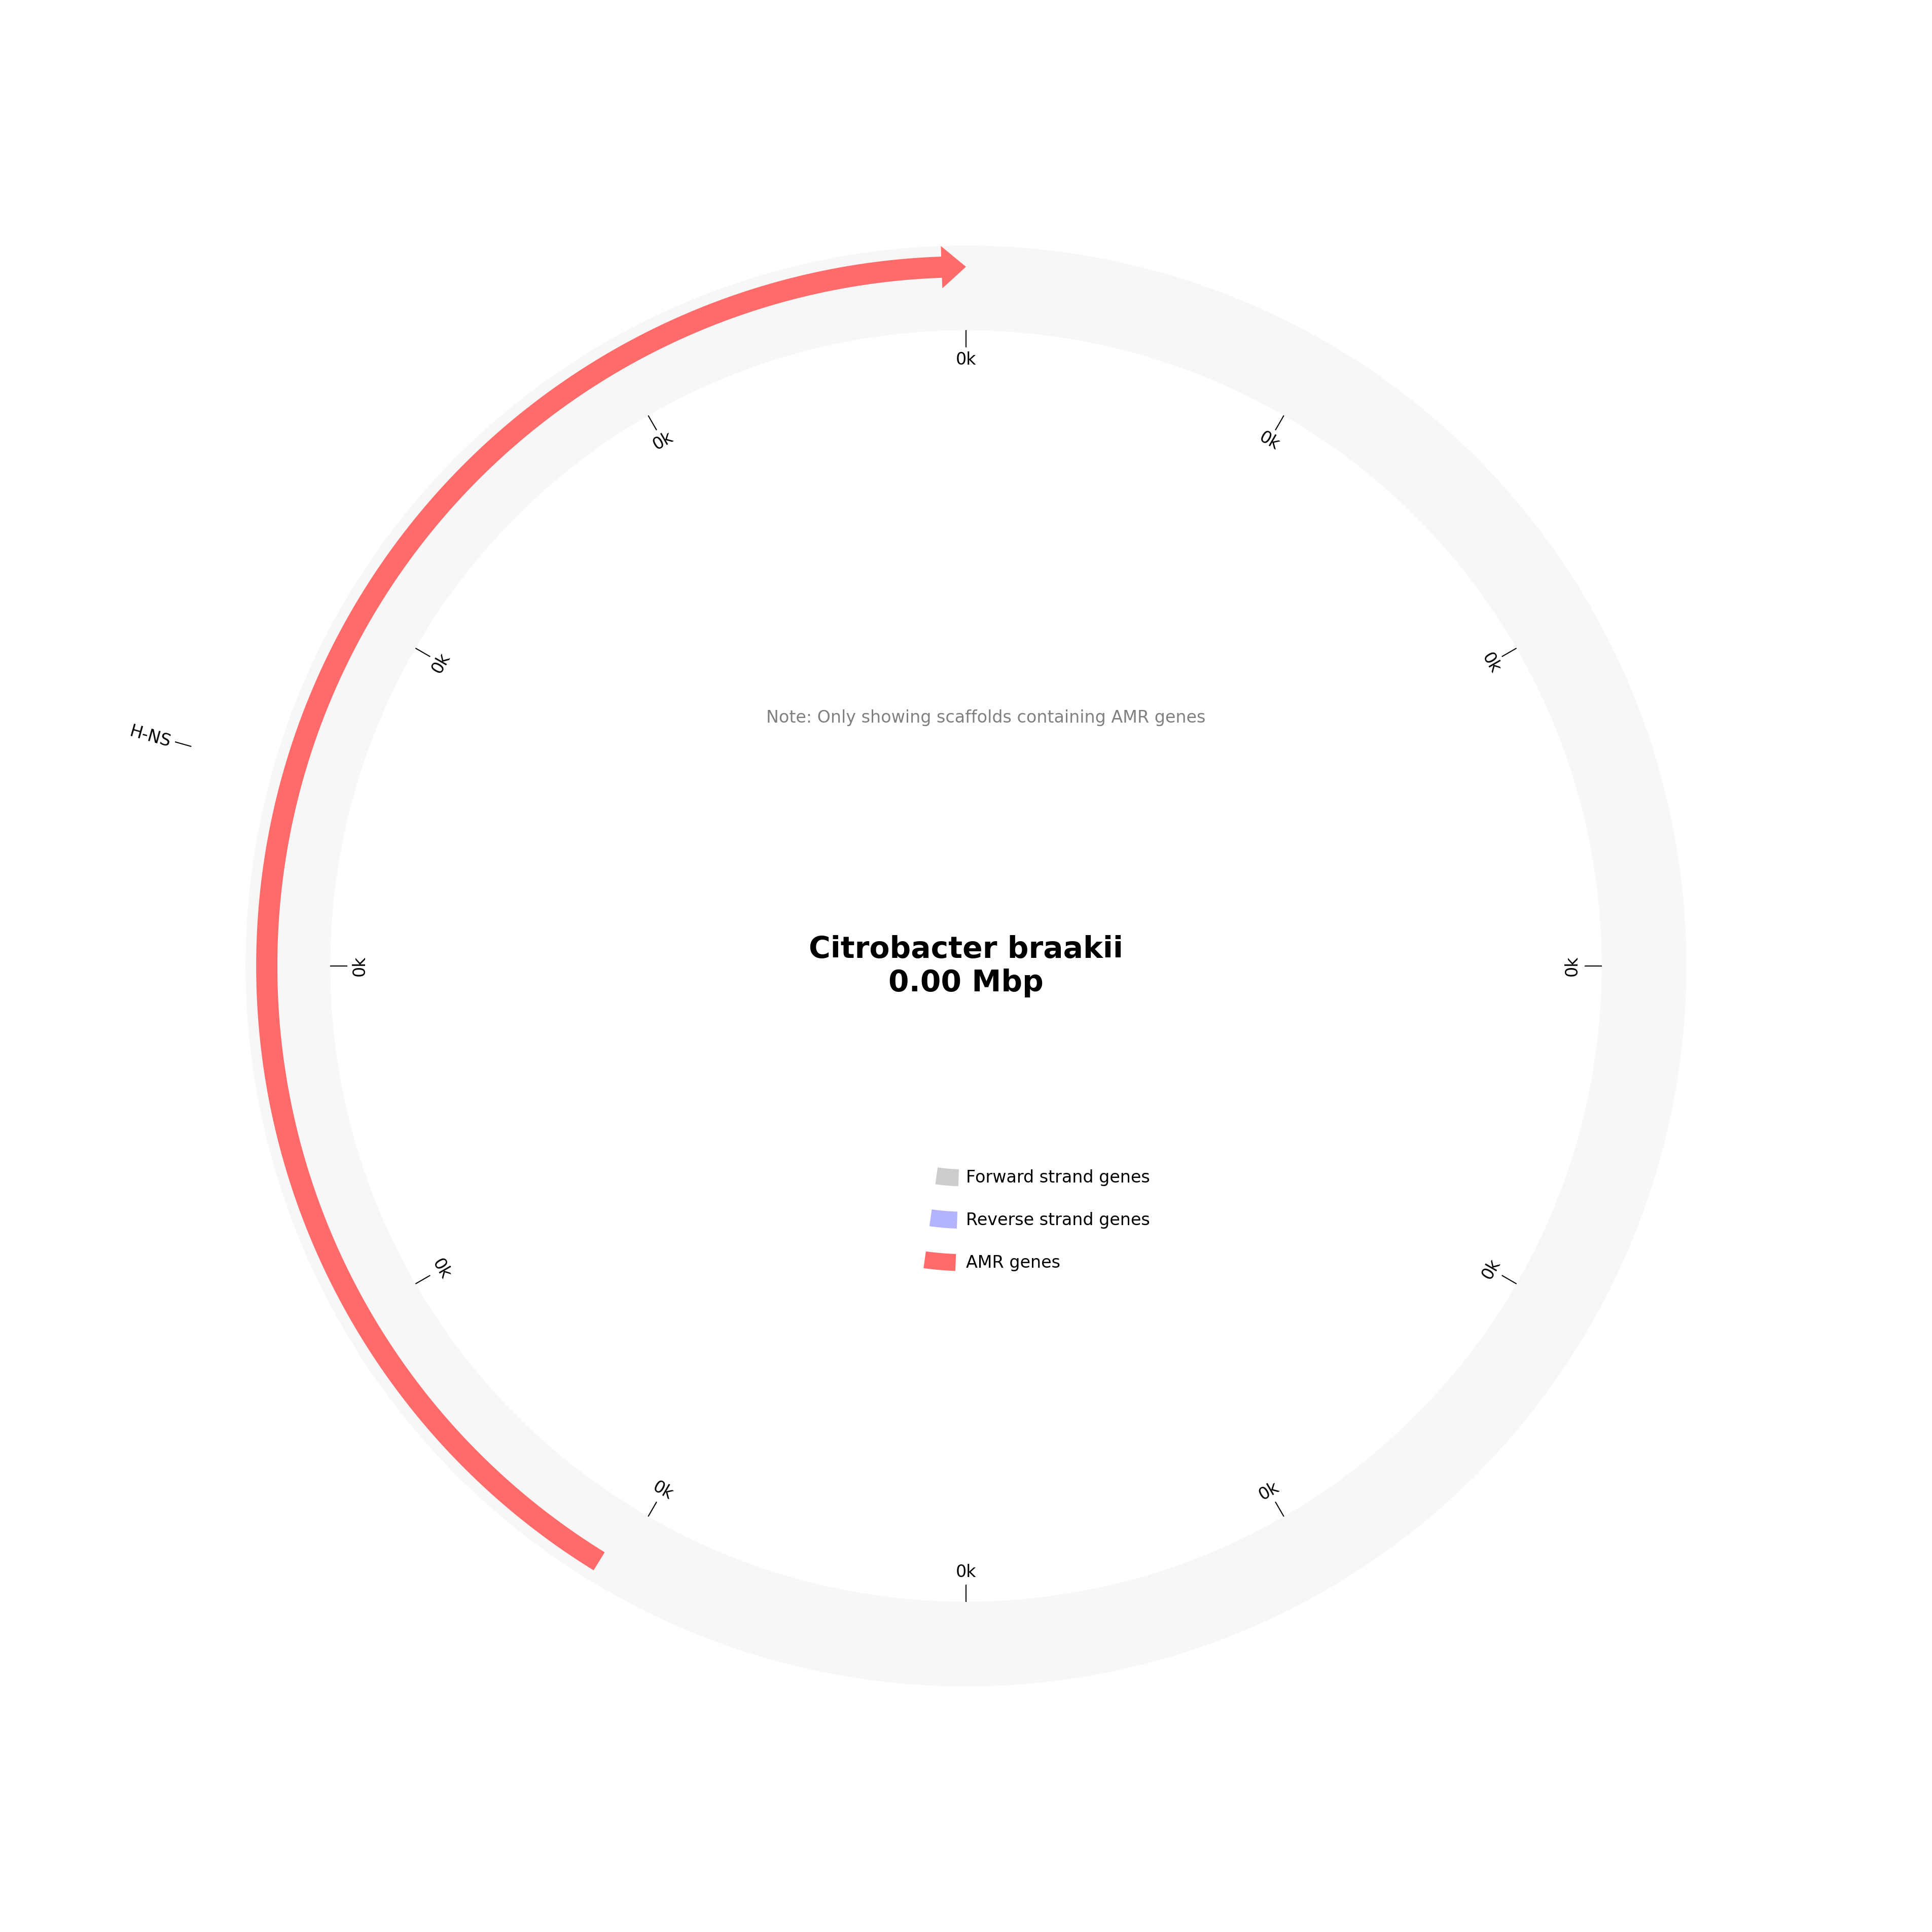 0k
0k
0k
0k
0k
H-NS
0k
Note: Only showing scaffolds containing AMR genes
Citrobacter braakii
0.00 Mbp
0k
0k
Forward strand genes
Reverse strand genes
AMR genes
0k
0k
0k
0k
0k